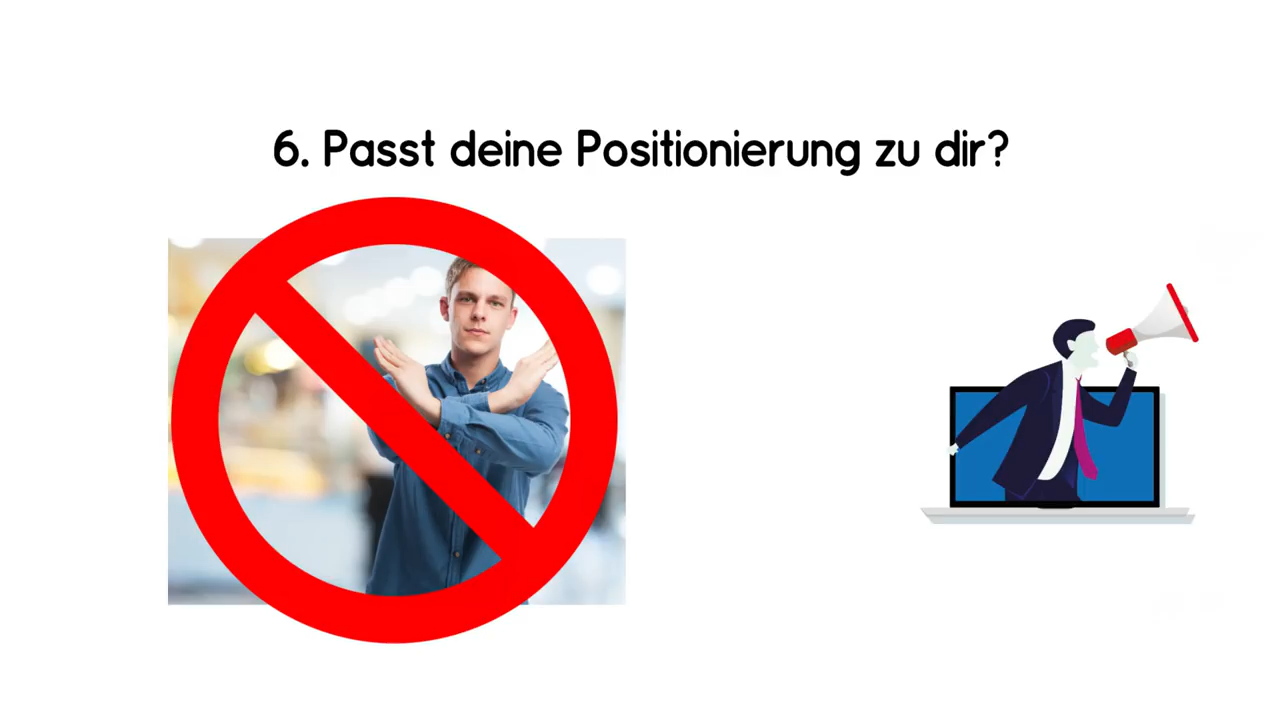 6. Passt deine Positionierung zu dir?